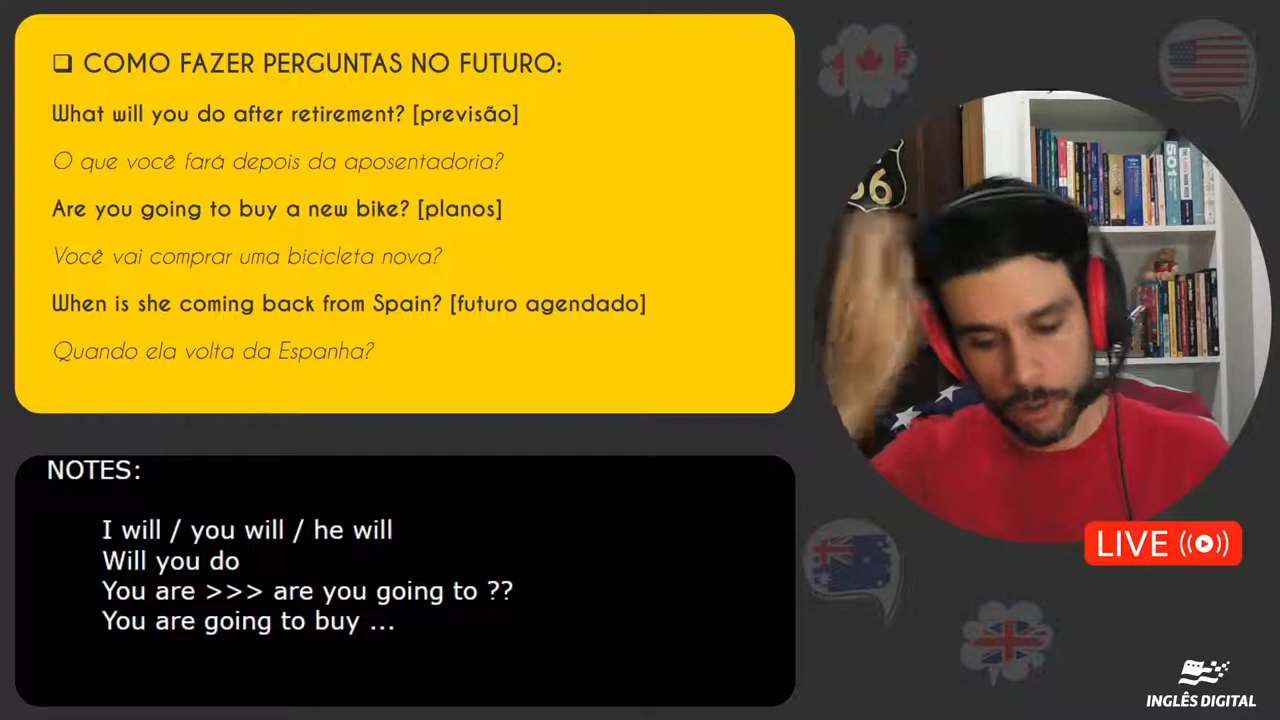 ❑ COMO FAZER PERGUNTAS NO FUTURO:
What will you do after retirement? [previsão]
O que você fará depois da aposentadoria?
Are you going to buy a new bike? [planos]
Você vai comprar uma bicicleta nova?
When is she coming back from Spain? [futuro agendado]
Quando ela volta da Espanha?
NOTES:
I will / you will / he will
Will you do
You are >>> are you going to ??
You are going to buy ...
66
501
LIVE
INGLÊS DIGITAL